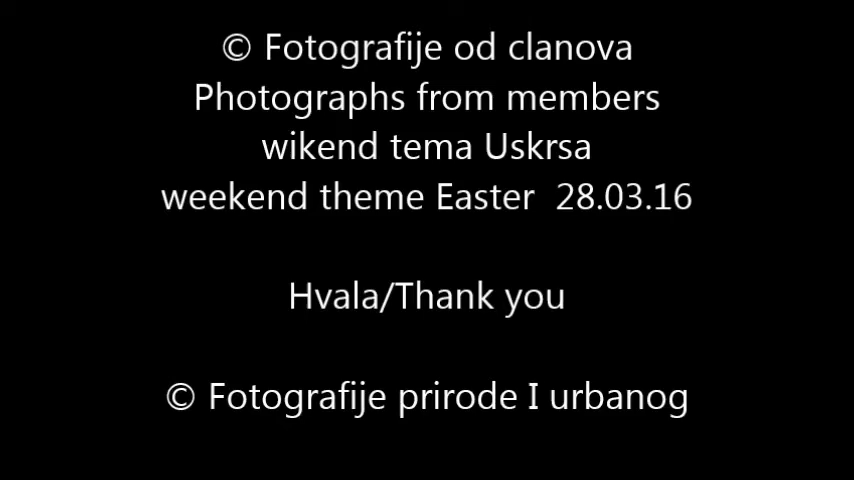 © Fotografije od clanova
Photographs from members
wikend tema Uskrsa
weekend theme Easter  28.03.16
Hvala/Thank you
© Fotografije prirode I urbanog